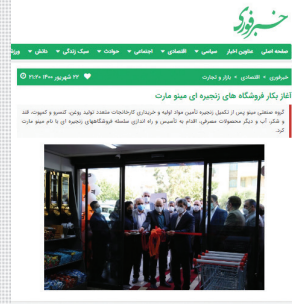 خبرفوری
صفحه اصلی عناوین اخبار سیاسی اقتصادی اجتماعی حوادث سبک زندگی دانش ورزش
خبرفوری » اقتصادی » بازار و تجارت
۲۲ شهریور ۱۴۰۰ ۲۱:۲۰
آغاز بکار فروشگاه های زنجیره ای مینو مارت
گروه صنعتی مینو پس از تکمیل زنجیره تأمین مواد اولیه و خریداری کارخانجات متعدد تولید روغن، کنسرو و کمپوت، قند
و شکر، آب و دیگر محصولات مصرفی، اقدام به تأسیس و راه اندازی سلسله فروشگاههای زنجیره ای با نام مینو مارت
کرد.